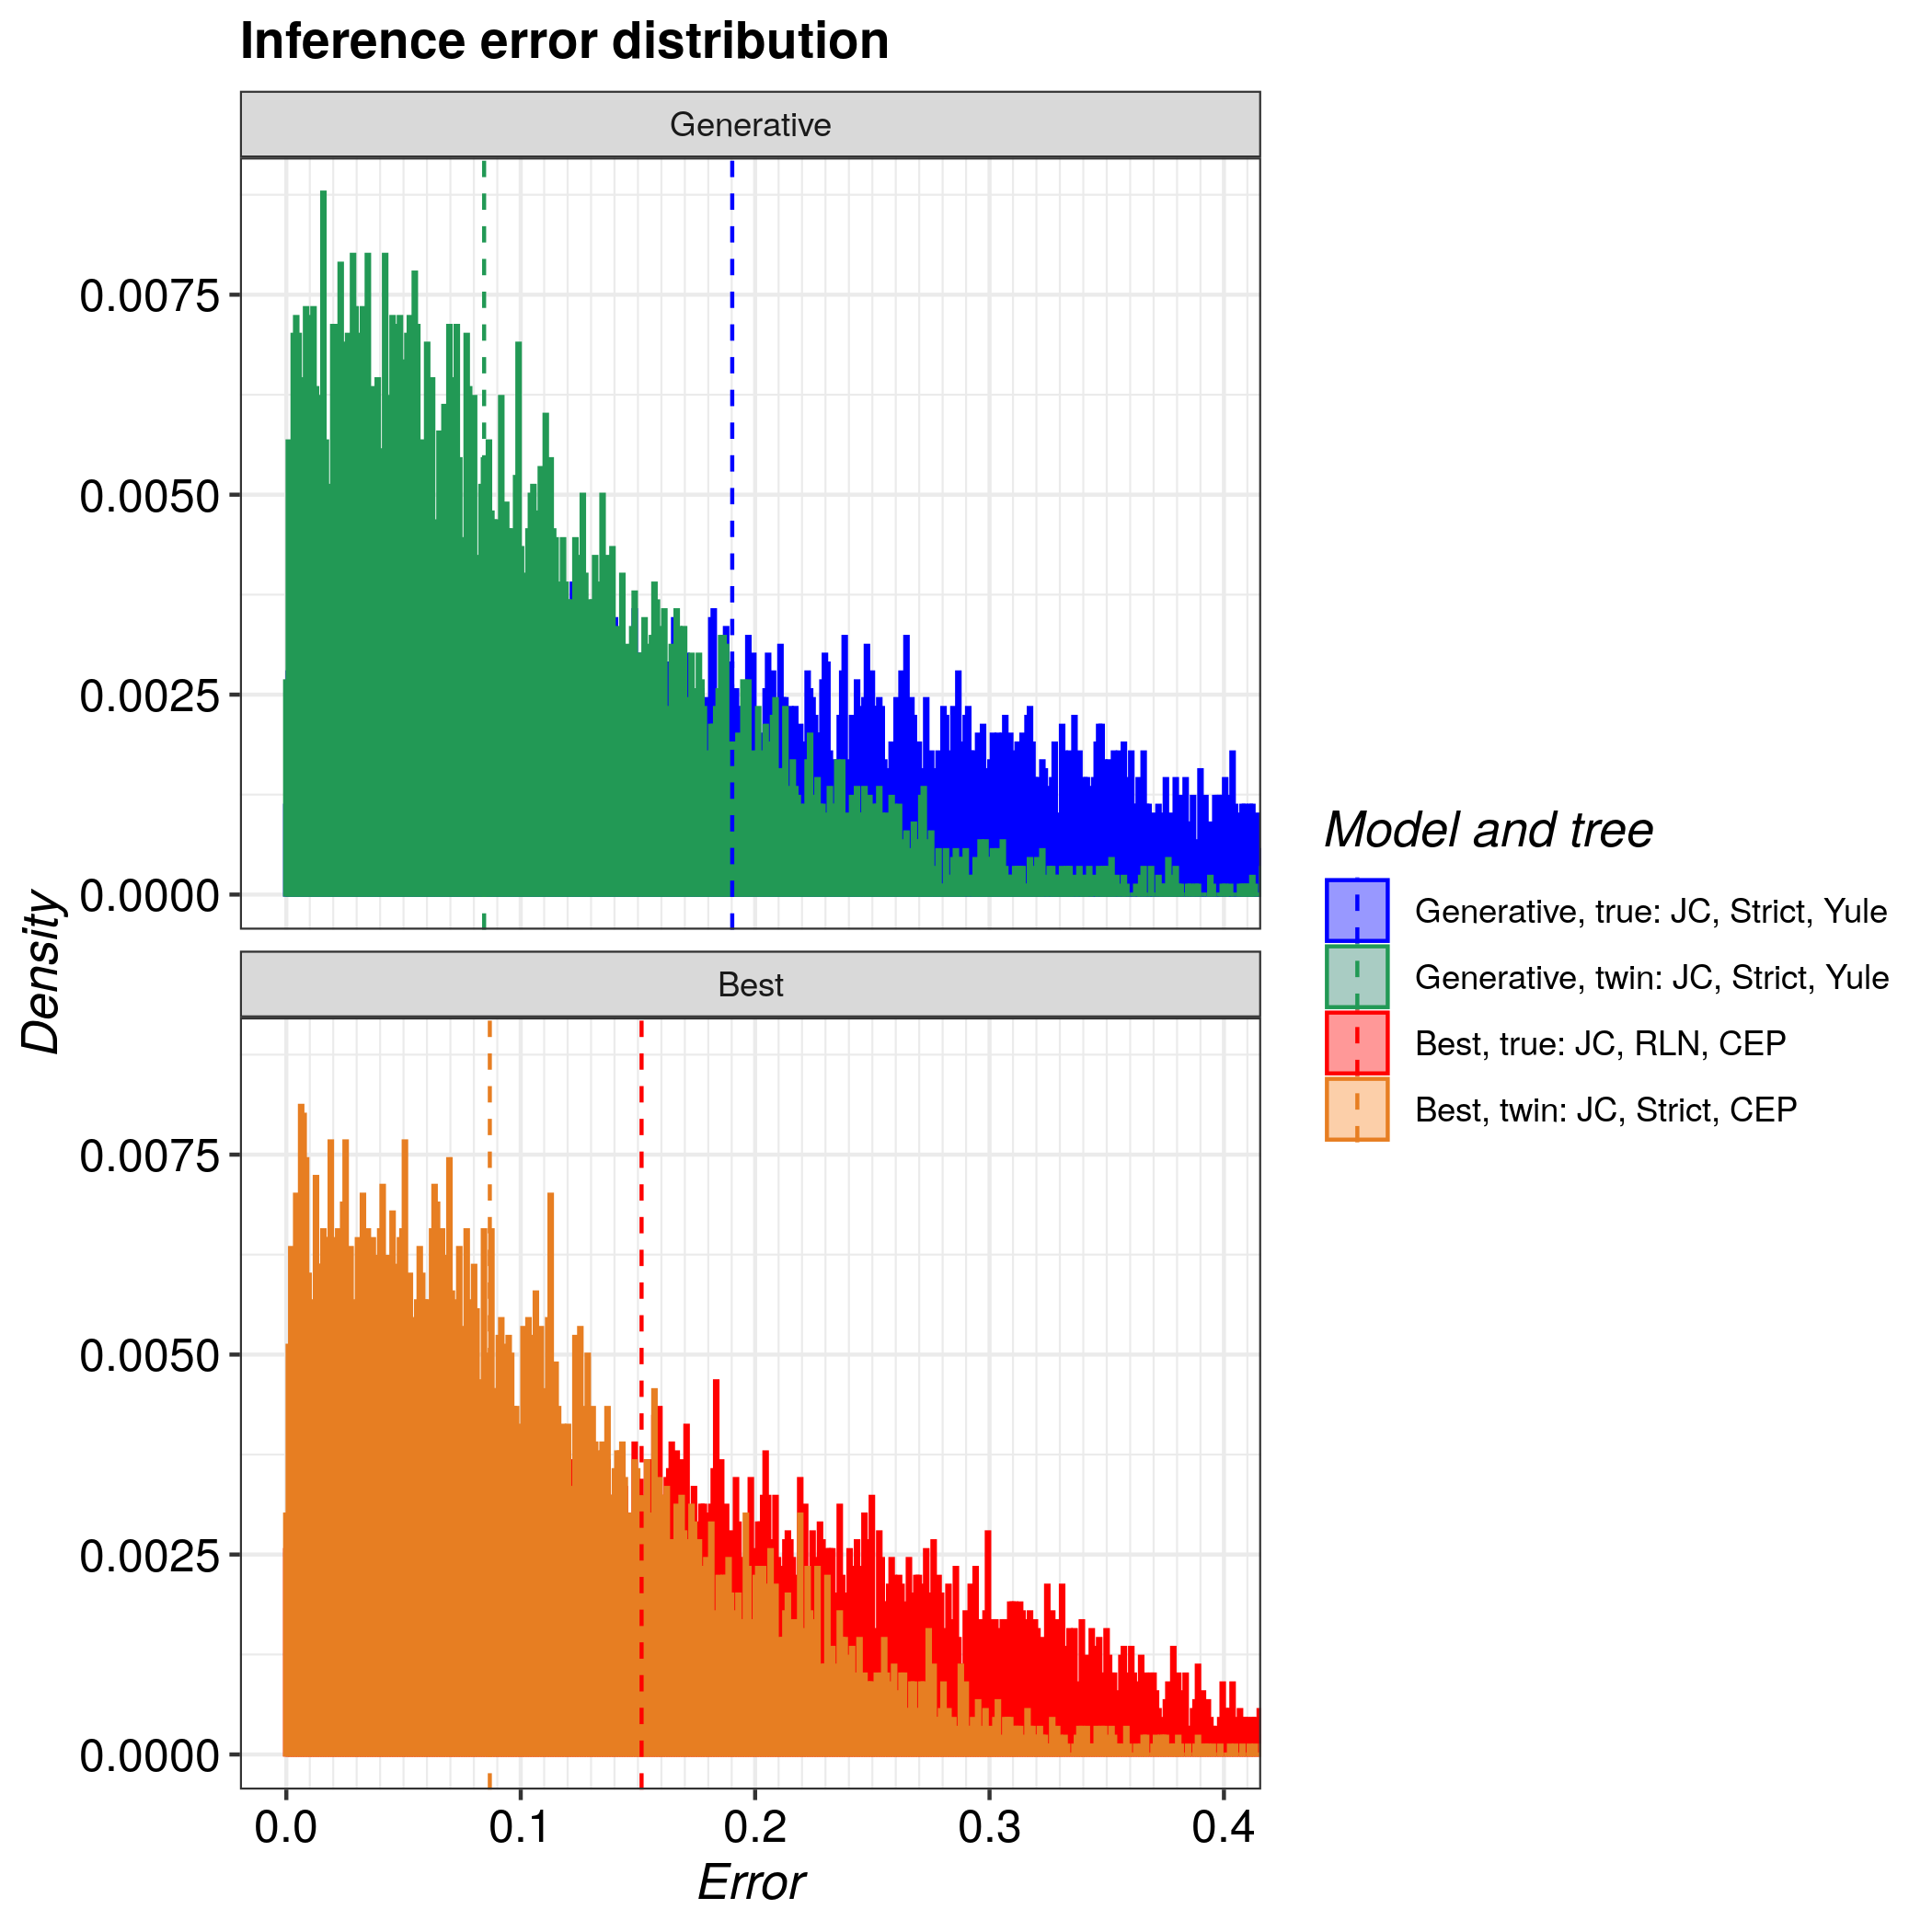 Inference error distribution
Generative
0.0075
0.0050
0.0025
0.0000
Best
0.0075
0.0050
0.0025
0.0000
0.0 0.1 0.2 0.3 0.4
Error
Density
Model and tree
Generative, true: JC, Strict, Yule
Generative, twin: JC, Strict, Yule
Best, true: JC, RLN, CEP
Best, twin: JC, Strict, CEP